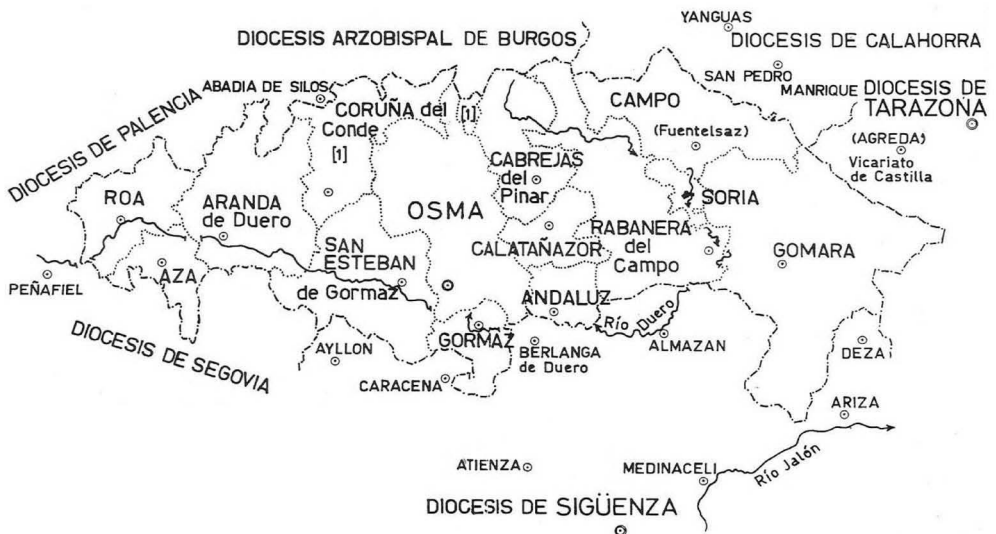 YANGUAS
DIOCESIS ARZOBISPAL DE BURGOS
DIOCESIS DE CALAHORRA
SAN PEDRO
MANRIQUE
DIOCESIS DE
TARAZONA
ABADIA DE SILOS
DIOCESIS DE PALENCIA
CORUÑA del
Conde
[1]
[1]
CAMPO
(Fuentelsaz)
(AGREDA)
Vicariato
de Castilla
CABREJAS
del
Pinar
ROA
ARANDA
de Duero
OSMA
SORIA
CALATAÑAZOR
RABANERA
del
Campo
GOMARA
SAN
ESTEBAN
de Gormaz
AZA
PEÑAFIEL
ANDALUZ
Río Duero
GORMAZ
BERLANGA
de Duero
ALMAZAN
DEZA
DIOCESIS DE SEGOVIA
AYLLON
CARACENA
ARIZA
ATIENZA
MEDINACELI
Río Jalón
DIOCESIS DE SIGÜENZA